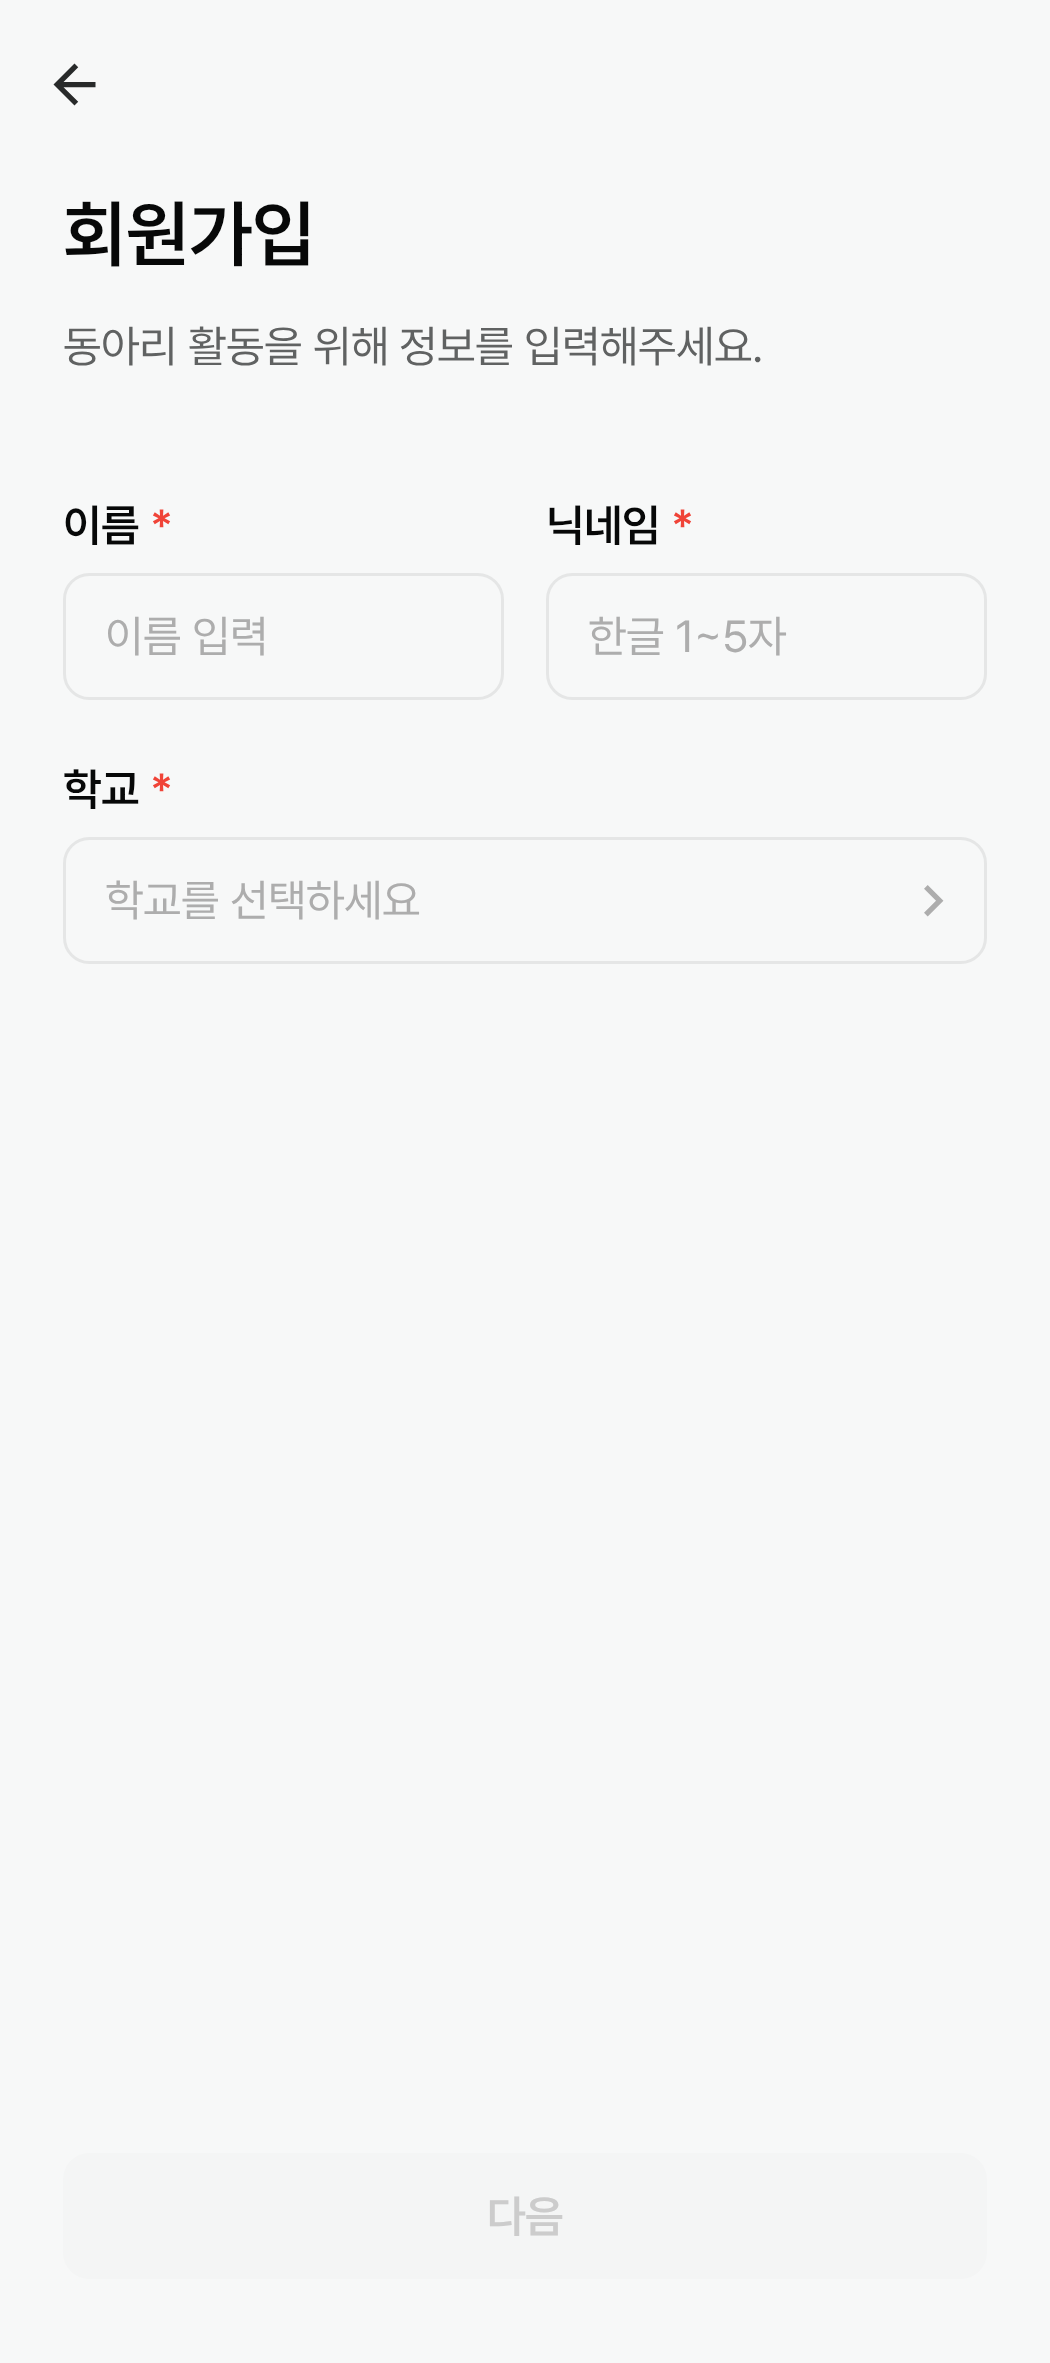 회원가입
동아리 활동을 위해 정보를 입력해주세요.
이름 *
닉네임 *
이름 입력
한글 1~5자
학교 *
학교를 선택하세요
다음